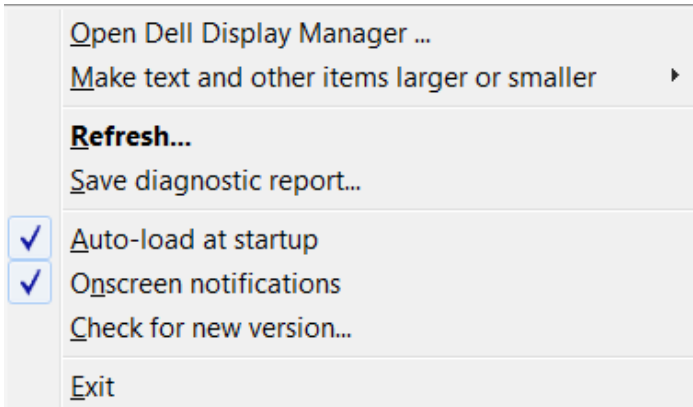 Open Dell Display Manager ...
Make text and other items larger or smaller
Refresh...
Save diagnostic report...
Auto-load at startup
Onscreen notifications
Check for new version...
Exit